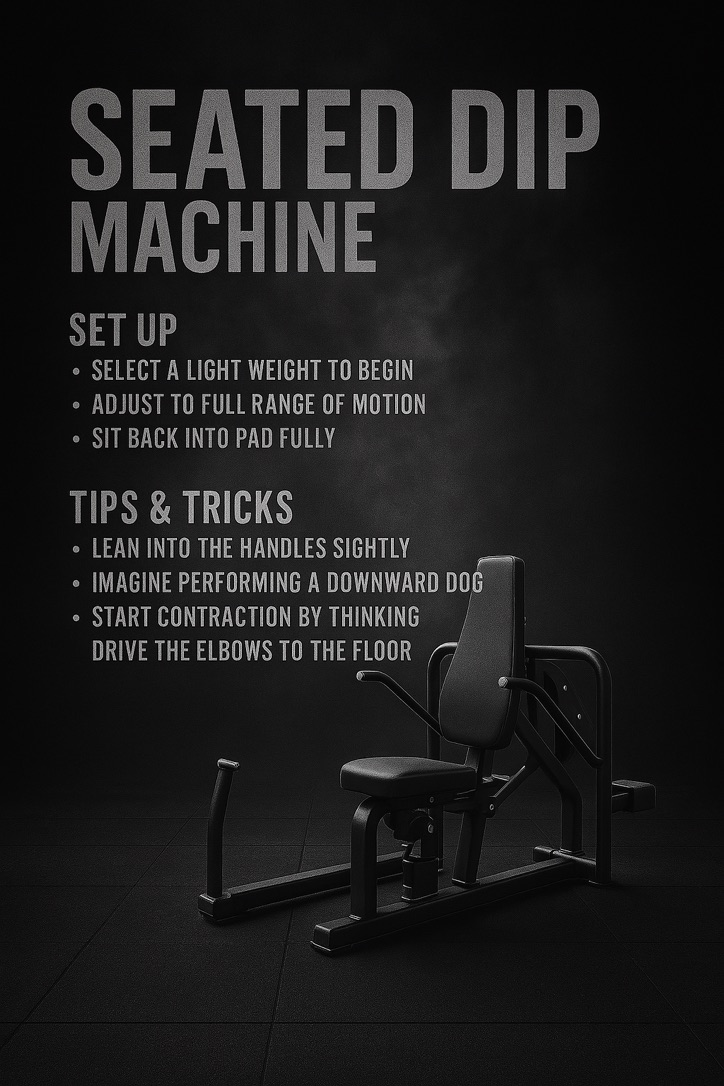 SEATED DIP
MACHINE
SET UP
• SELECT A LIGHT WEIGHT TO BEGIN
• ADJUST TO FULL RANGE OF MOTION
• SIT BACK INTO PAD FULLY
TIPS & TRICKS
• LEAN INTO THE HANDLES SIGHTLY
• IMAGINE PERFORMING A DOWNWARD DOG
• START CONTRACTION BY THINKING
DRIVE THE ELBOWS TO THE FLOOR